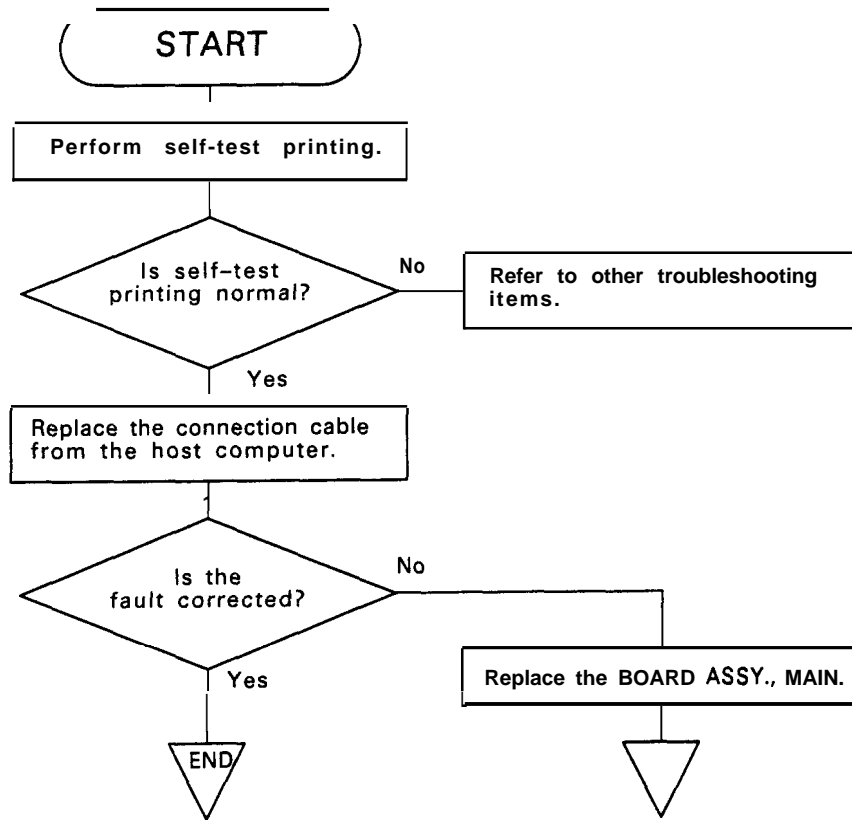 START
Perform self-test printing.
Is self-test
printing normal?
No
Refer to other troubleshooting
items.
Yes
Replace the connection cable
from the host computer.
Is the
fault corrected?
No
Yes
Replace the BOARD ASSY., MAIN.
END